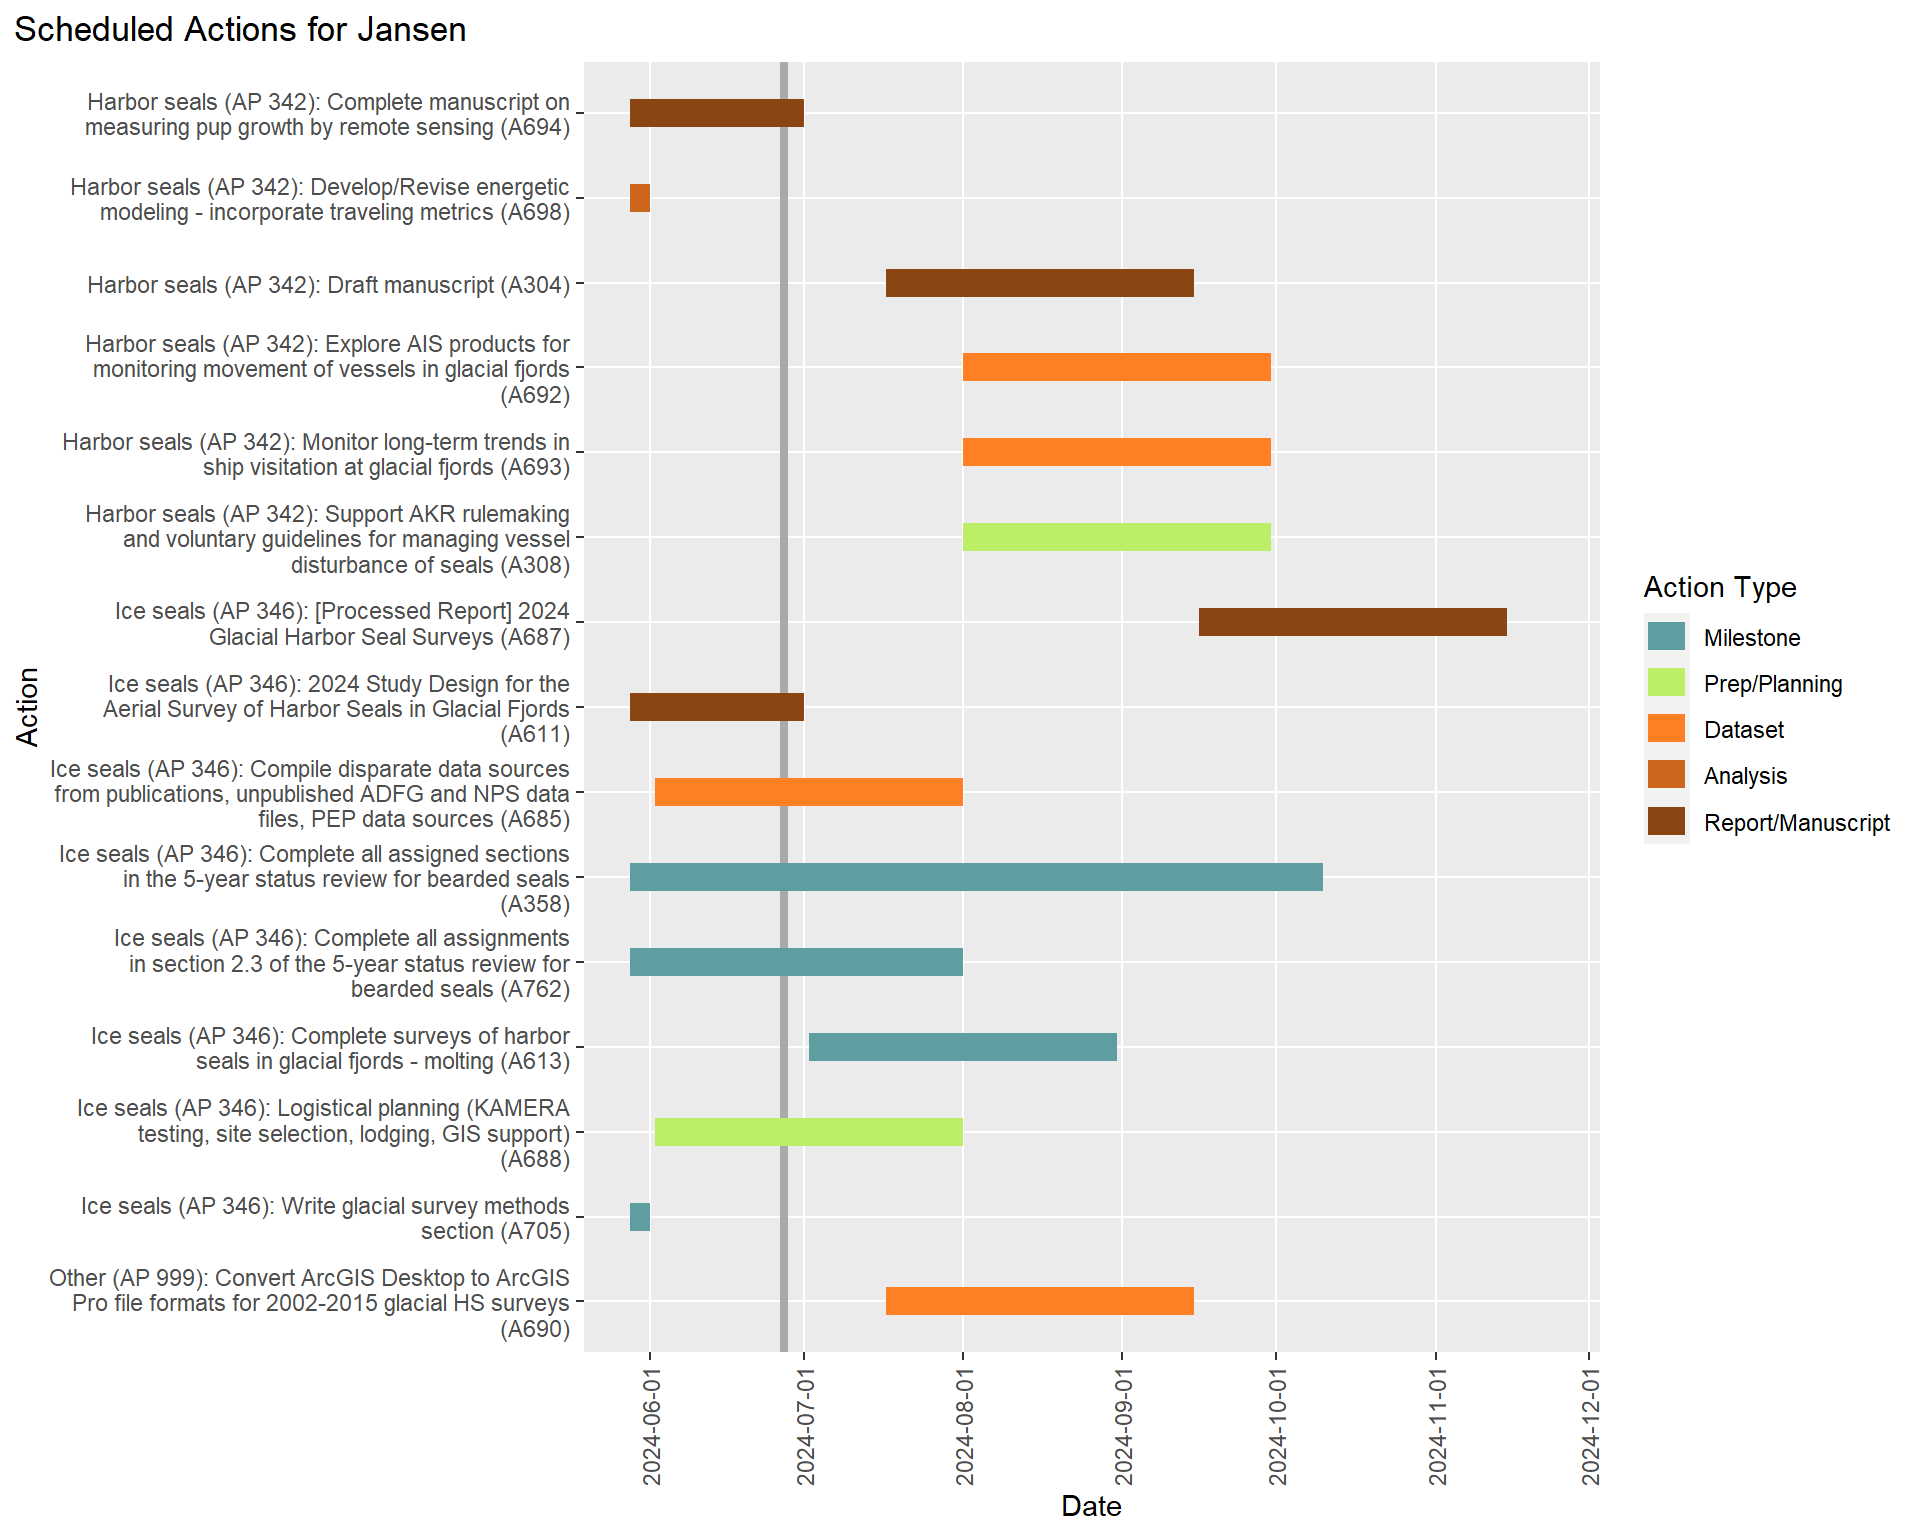 Scheduled Actions for Jansen
Harbor seals (AP 342): Complete manuscript on
measuring pup growth by remote sensing (A694)
Harbor seals (AP 342): Develop/Revise energetic
modeling - incorporate traveling metrics (A698)
Harbor seals (AP 342): Draft manuscript (A304)
Harbor seals (AP 342): Explore AIS products for
monitoring movement of vessels in glacial fjords
(A692)
Harbor seals (AP 342): Monitor long-term trends in
ship visitation at glacial fjords (A693)
Harbor seals (AP 342): Support AKR rulemaking
and voluntary guidelines for managing vessel
disturbance of seals (A308)
Ice seals (AP 346): [Processed Report] 2024
Glacial Harbor Seal Surveys (A687)
Ice seals (AP 346): 2024 Study Design for the
Aerial Survey of Harbor Seals in Glacial Fjords
(A611)
Ice seals (AP 346): Compile disparate data sources
from publications, unpublished ADFG and NPS data
files, PEP data sources (A685)
Ice seals (AP 346): Complete all assigned sections
in the 5-year status review for bearded seals
(A358)
Ice seals (AP 346): Complete all assignments
in section 2.3 of the 5-year status review for
bearded seals (A762)
Ice seals (AP 346): Complete surveys of harbor
seals in glacial fjords - molting (A613)
Ice seals (AP 346): Logistical planning (KAMERA
testing, site selection, lodging, GIS support)
(A688)
Ice seals (AP 346): Write glacial survey methods
section (A705)
Other (AP 999): Convert ArcGIS Desktop to ArcGIS
Pro file formats for 2002-2015 glacial HS surveys
(A690)
Action
2024-06-01
2024-07-01
2024-08-01
2024-09-01
2024-10-01
2024-11-01
2024-12-01
Date
Action Type
Milestone
Prep/Planning
Dataset
Analysis
Report/Manuscript